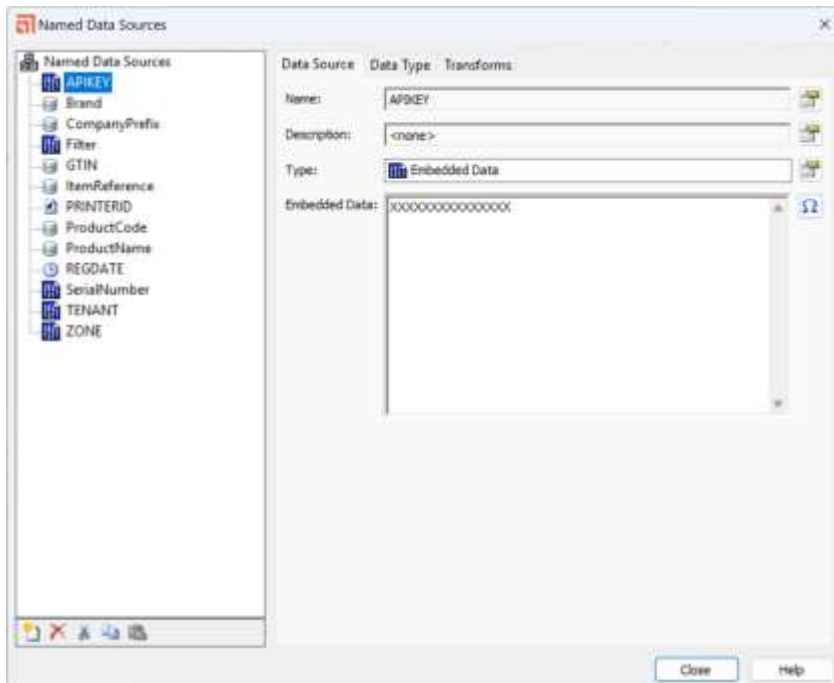 Named Data Sources
Named Data Sources
APIKEY
Brand
CompanyPrefix
Filter
GTIN
ItemReference
PRINTERID
ProductCode
ProductName
REGDATE
SerialNumber
TENANT
ZONE
Data Source Data Type Transforms
Name: APIKEY
Description: <none>
Type: Embedded Data
Embedded Data: XXXXXXXXXXXXXXX
Ω
Close Help